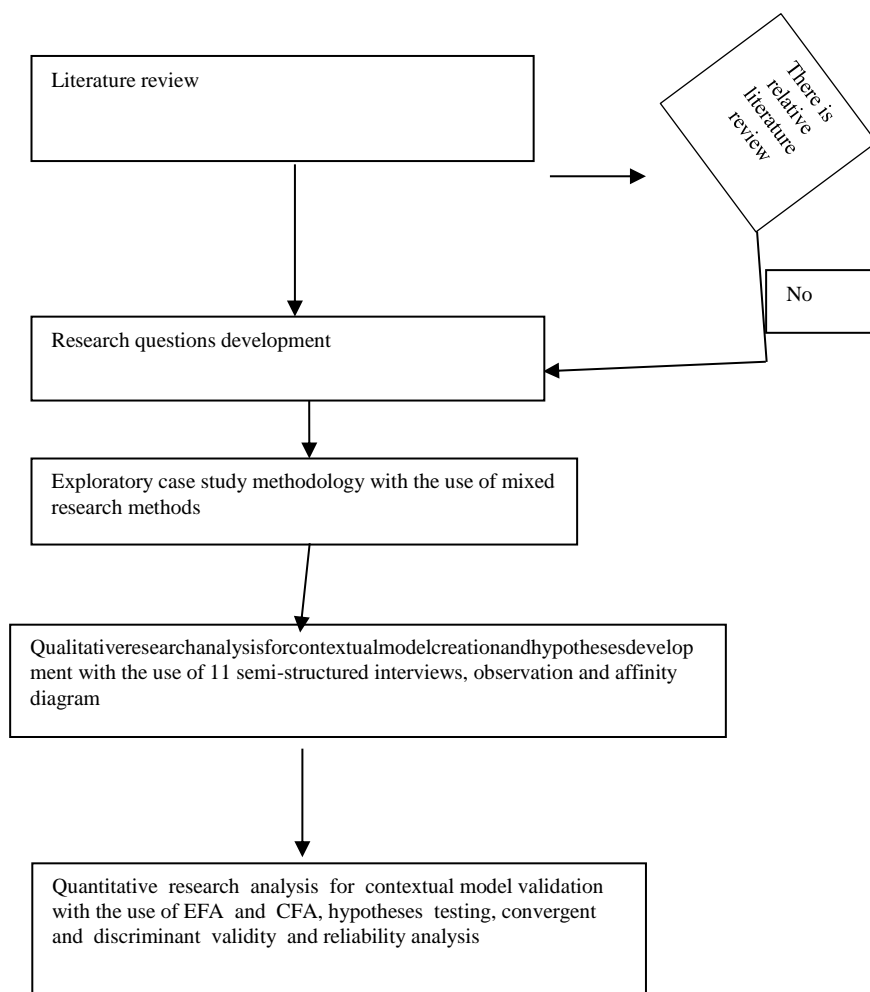 Literature review
There is
relative
literature
review
No
Research questions development
Exploratory case study methodology with the use of mixed
research methods
Qualitativeresearchanalysisforcontextualmodelcreationandhypothesesdevelop
ment with the use of 11 semi-structured interviews, observation and affinity
diagram
Quantitative research analysis for contextual model validation
with the use of EFA and CFA, hypotheses testing, convergent
and discriminant validity and reliability analysis